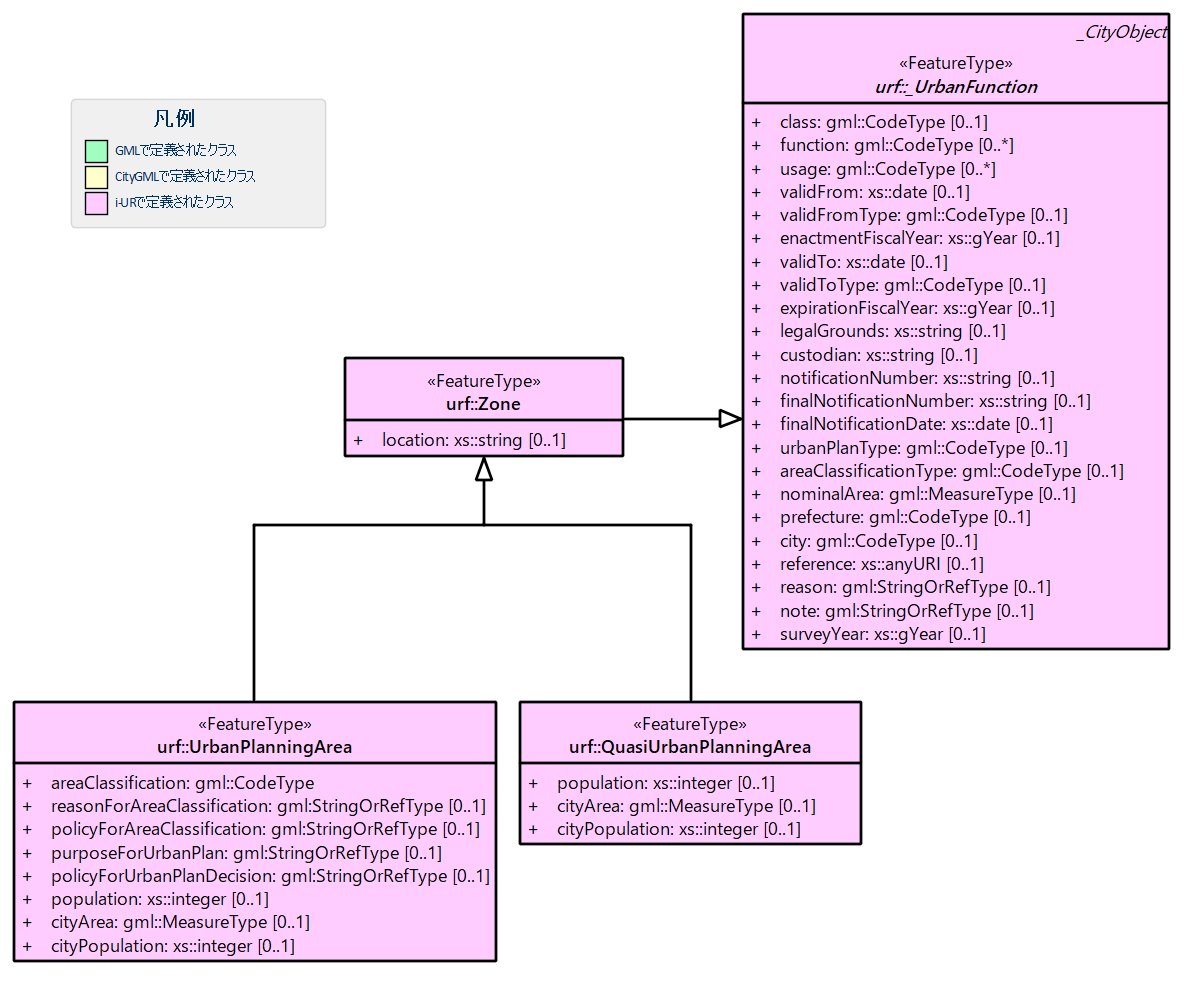 _CityObject
«FeatureType»
urf::_UrbanFunction
+ class: gml::CodeType [0..1]
+ function: gml::CodeType [0..*]
+ usage: gml::CodeType [0..*]
+ validFrom: xs::date [0..1]
+ validFromType: gml::CodeType [0..1]
+ enactmentFiscalYear: xs::gYear [0..1]
+ validTo: xs::date [0..1]
+ validToType: gml::CodeType [0..1]
+ expirationFiscalYear: xs::gYear [0..1]
+ legalGrounds: xs::string [0..1]
+ custodian: xs::string [0..1]
+ notificationNumber: xs::string [0..1]
+ finalNotificationNumber: xs::string [0..1]
+ finalNotificationDate: xs::date [0..1]
+ urbanPlanType: gml::CodeType [0..1]
+ areaClassificationType: gml::CodeType [0..1]
+ nominalArea: gml::MeasureType [0..1]
+ prefecture: gml::CodeType [0..1]
+ city: gml::CodeType [0..1]
+ reference: xs::anyURI [0..1]
+ reason: gml:StringOrRefType [0..1]
+ note: gml:StringOrRefType [0..1]
+ surveyYear: xs::gYear [0..1]
凡例
GMLで定義されたクラス
CityGMLで定義されたクラス
i-URで定義されたクラス
«FeatureType»
urf::Zone
+ location: xs::string [0..1]
«FeatureType»
urf::UrbanPlanningArea
+ areaClassification: gml::CodeType
+ reasonForAreaClassification: gml:StringOrRefType [0..1]
+ policyForAreaClassification: gml:StringOrRefType [0..1]
+ purposeForUrbanPlan: gml:StringOrRefType [0..1]
+ policyForUrbanPlanDecision: gml:StringOrRefType [0..1]
+ population: xs::integer [0..1]
+ cityArea: gml::MeasureType [0..1]
+ cityPopulation: xs::integer [0..1]
«FeatureType»
urf::QuasiUrbanPlanningArea
+ population: xs::integer [0..1]
+ cityArea: gml::MeasureType [0..1]
+ cityPopulation: xs::integer [0..1]